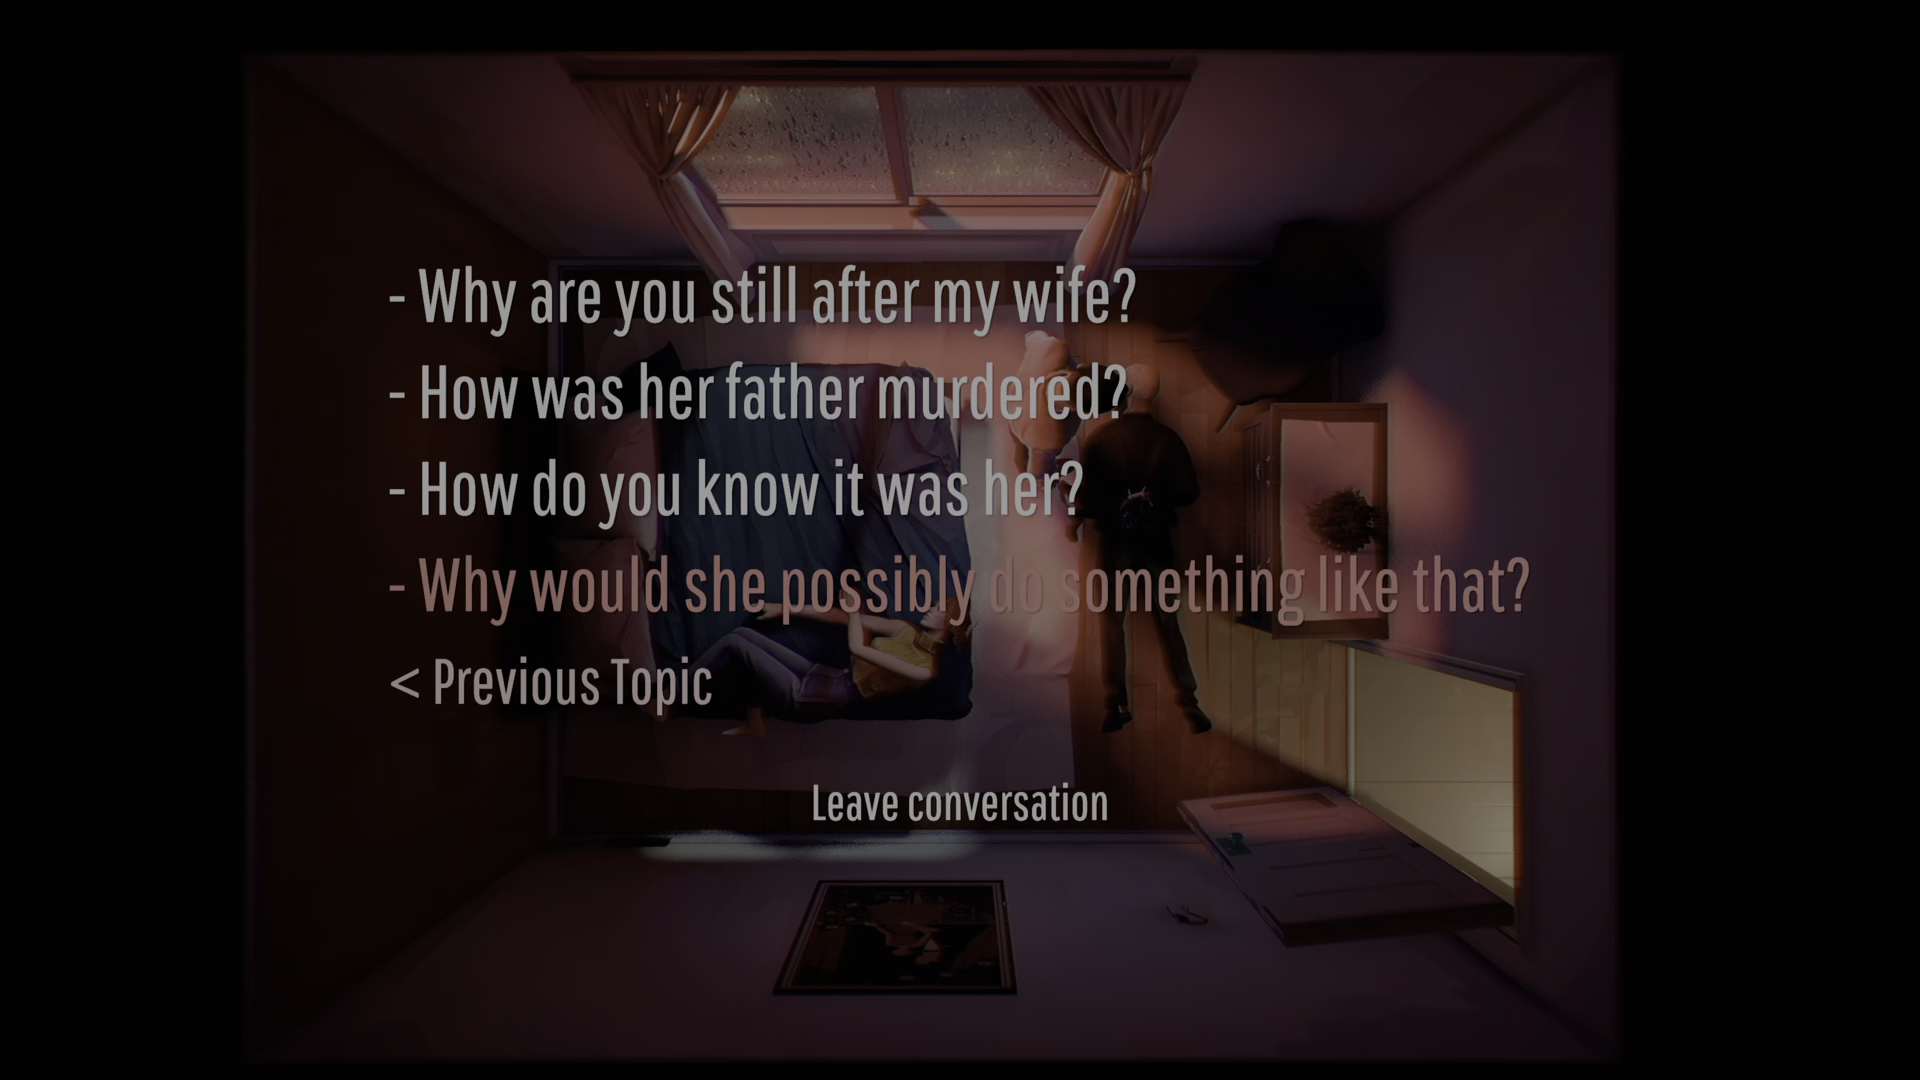 - Why are you still after my wife?
- How was her father murdered?
- How do you know it was her?
- Why would she possibly do something like that?
< Previous Topic
Leave conversation